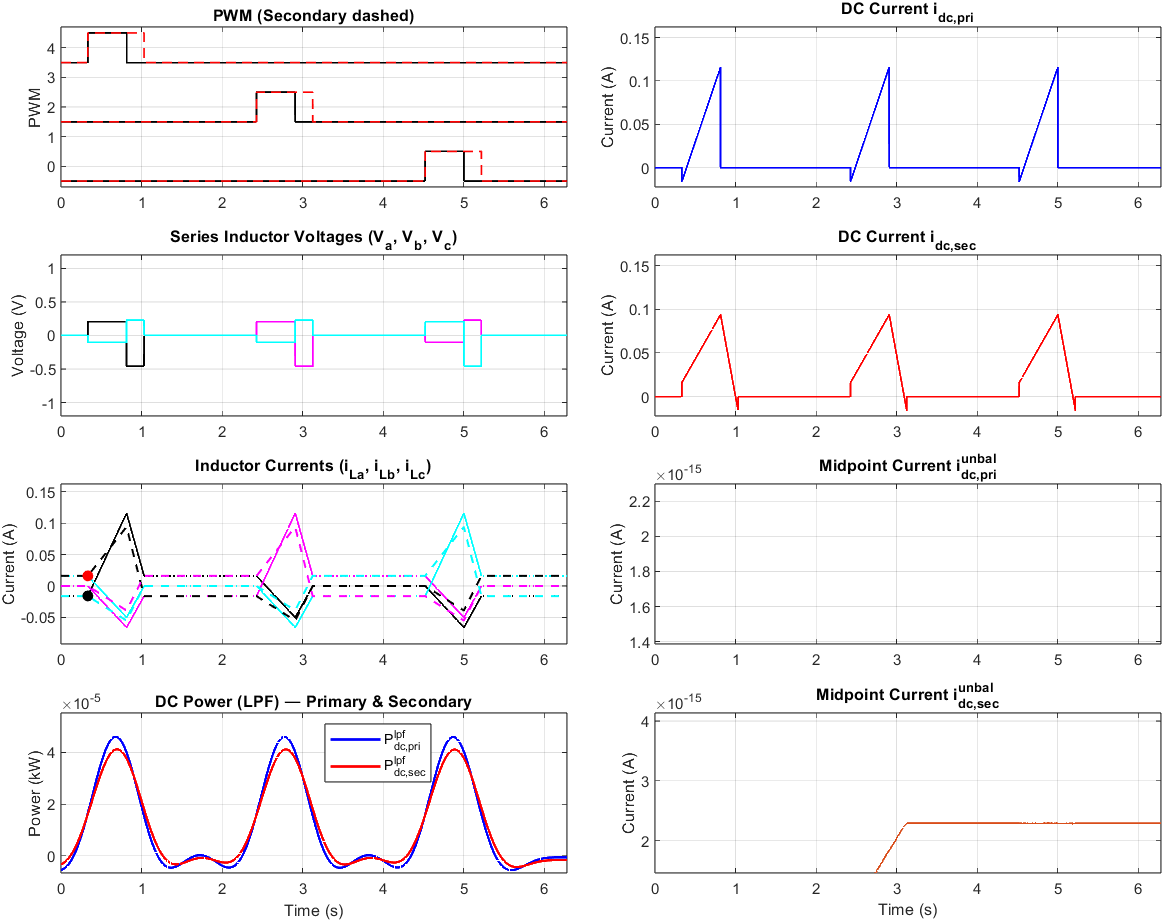 PWM (Secondary dashed)
PWM
4
3
2
1
0
0 1 2 3 4 5 6
DC Current i_dc,pri
Current (A)
0.15
0.1
0.05
0
0 1 2 3 4 5 6
Series Inductor Voltages (V_a, V_b, V_c)
Voltage (V)
1
0.5
0
-0.5
-1
0 1 2 3 4 5 6
DC Current i_dc,sec
Current (A)
0.15
0.1
0.05
0
0 1 2 3 4 5 6
Inductor Currents (i_La, i_Lb, i_Lc)
Current (A)
0.15
0.1
0.05
0
-0.05
0 1 2 3 4 5 6
Midpoint Current i^unbal_dc,pri
×10^-15
Current (A)
2.2
2
1.8
1.6
1.4
0 1 2 3 4 5 6
DC Power (LPF) — Primary & Secondary
×10^-5
Power (kW)
4
2
0
P^lpf_dc,pri
P^lpf_dc,sec
0 1 2 3 4 5 6
Time (s)
Midpoint Current i^unbal_dc,sec
×10^-15
Current (A)
4
3
2
0 1 2 3 4 5 6
Time (s)